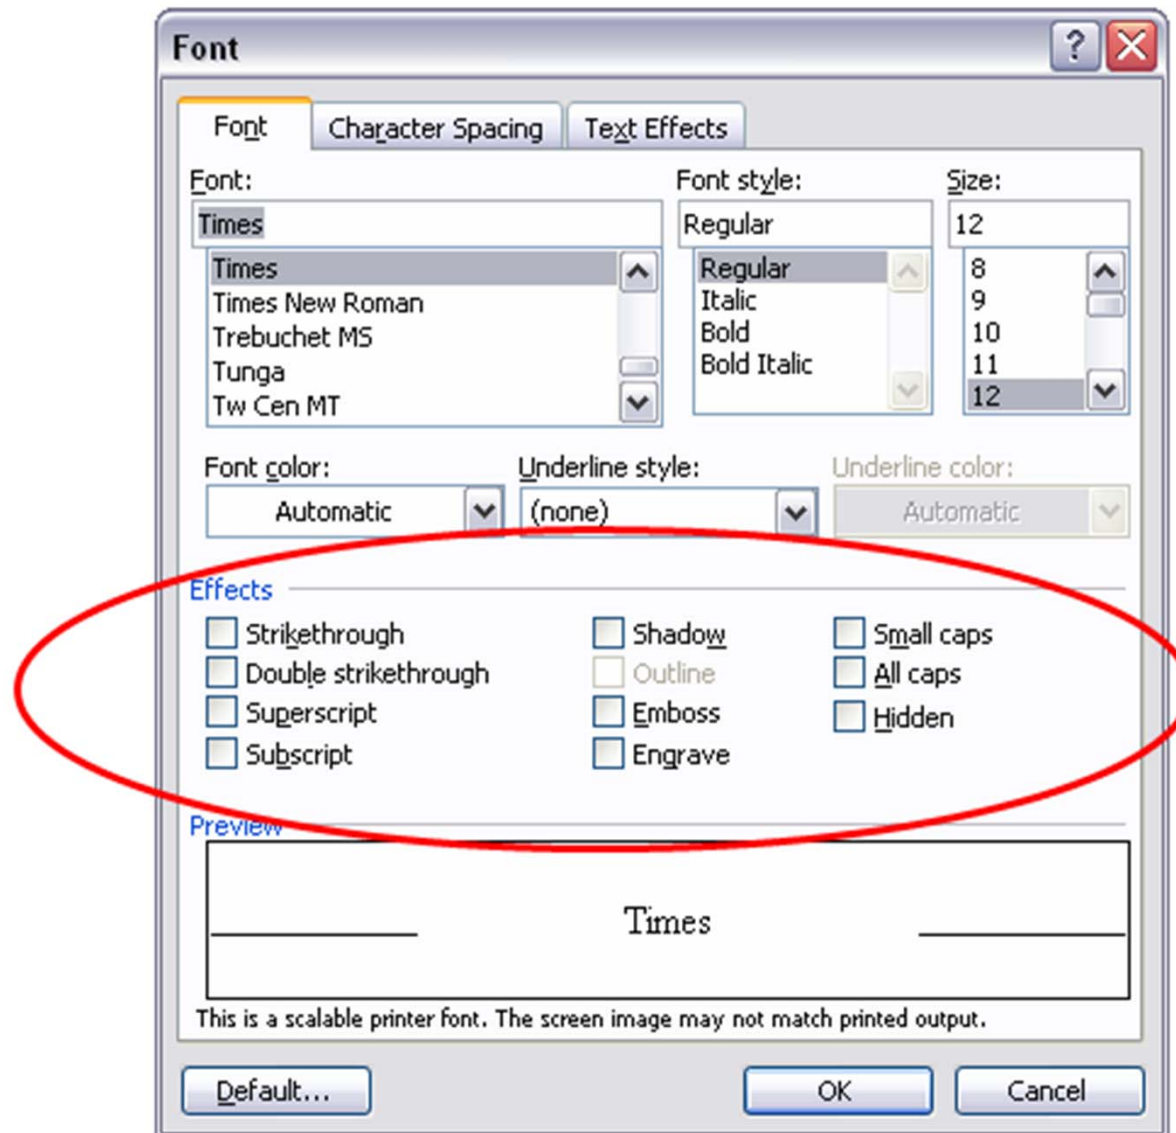 Font
Font Character Spacing Text Effects
Font: Font style: Size:
Times Regular 12
Times Regular 8
Times New Roman Italic 9
Trebuchet MS Bold 10
Tunga Bold Italic 11
Tw Cen MT 12
Font color: Underline style: Underline color:
Automatic (none) Automatic
Effects
Strikethrough Shadow Small caps
Double strikethrough Outline All caps
Superscript Emboss Hidden
Subscript Engrave
Preview
Times
This is a scalable printer font. The screen image may not match printed output.
Default... OK Cancel